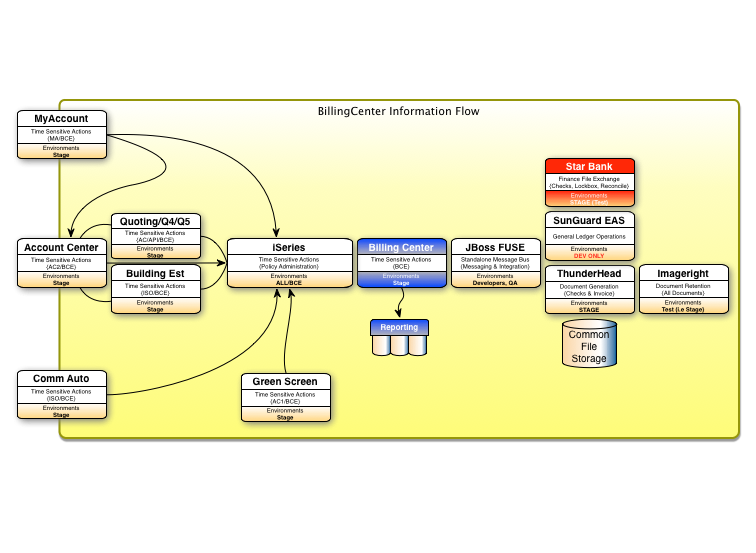 BillingCenter Information Flow
MyAccount
Time Sensitive Actions
(MA/BCE)
Environments
Stage
Star Bank
Finance File Exchange
(Checks, Lockbox, Reconcile)
Environments
STAGE (Test)
Quoting/Q4/Q5
Time Sensitive Actions
(AC/API/BCE)
Environments
Stage
SunGuard EAS
General Ledger Operations
Environments
DEV ONLY
Account Center
Time Sensitive Actions
(AC2/BCE)
Environments
Stage
iSeries
Time Sensitive Actions
(Policy Administration)
Environments
ALL/BCE
Billing Center
Time Sensitive Actions
(BCE)
Environments
Stage
JBoss FUSE
Standalone Message Bus
(Messaging & Integration)
Environments
Developers, QA
Building Est
Time Sensitive Actions
(ISO/BCE)
Environments
Stage
ThunderHead
Document Generation
(Checks & Invoice)
Environments
STAGE
Imageright
Document Retention
(All Documents)
Environments
Test (i.e Stage)
Reporting
Common
File
Storage
Comm Auto
Time Sensitive Actions
(ISO/BCE)
Environments
Stage
Green Screen
Time Sensitive Actions
(AC1/BCE)
Environments
Stage